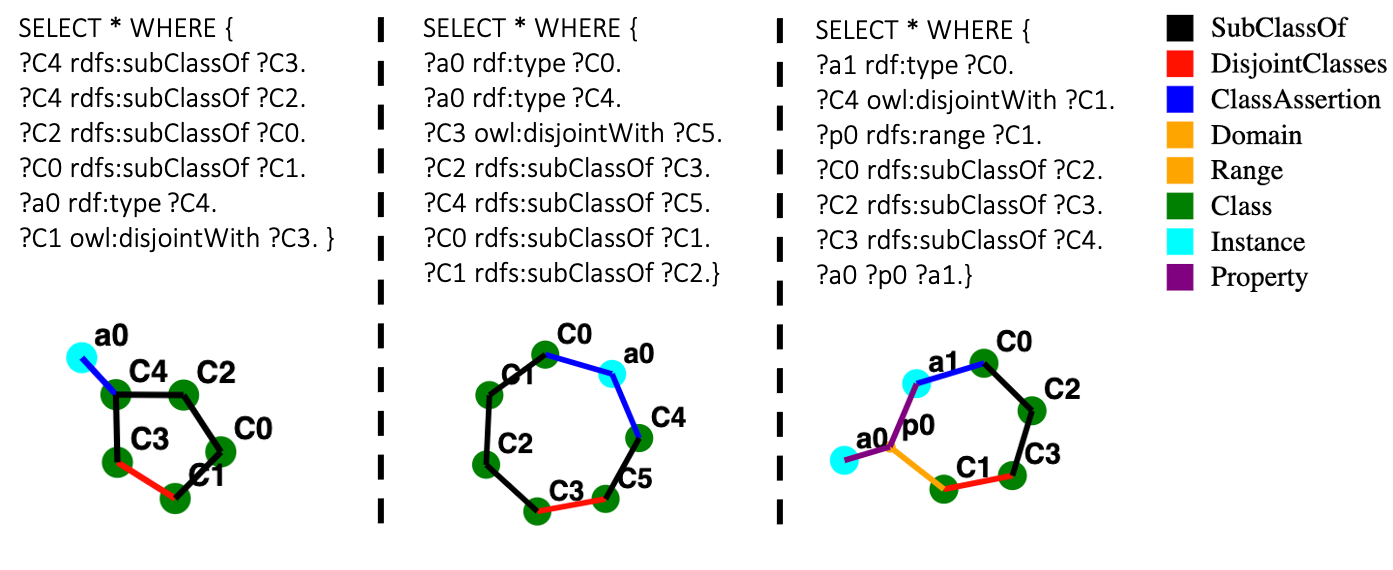 SELECT * WHERE {
?C4 rdfs:subClassOf ?C3.
?C4 rdfs:subClassOf ?C2.
?C2 rdfs:subClassOf ?C0.
?C0 rdfs:subClassOf ?C1.
?a0 rdf:type ?C4.
?C1 owl:disjointWith ?C3. }
SELECT * WHERE {
?a0 rdf:type ?C0.
?a0 rdf:type ?C4.
?C3 owl:disjointWith ?C5.
?C2 rdfs:subClassOf ?C3.
?C4 rdfs:subClassOf ?C5.
?C0 rdfs:subClassOf ?C1.
?C1 rdfs:subClassOf ?C2.}
SELECT * WHERE {
?a1 rdf:type ?C0.
?C4 owl:disjointWith ?C1.
?p0 rdfs:range ?C1.
?C0 rdfs:subClassOf ?C2.
?C2 rdfs:subClassOf ?C3.
?C3 rdfs:subClassOf ?C4.
?a0 ?p0 ?a1.}
SubClassOf
DisjointClasses
ClassAssertion
Domain
Range
Class
Instance
Property
a0
C4
C2
C3
C0
C1
C0
a0
C1
C4
C2
C5
C3
C0
a1
C2
a0
p0
C3
C1